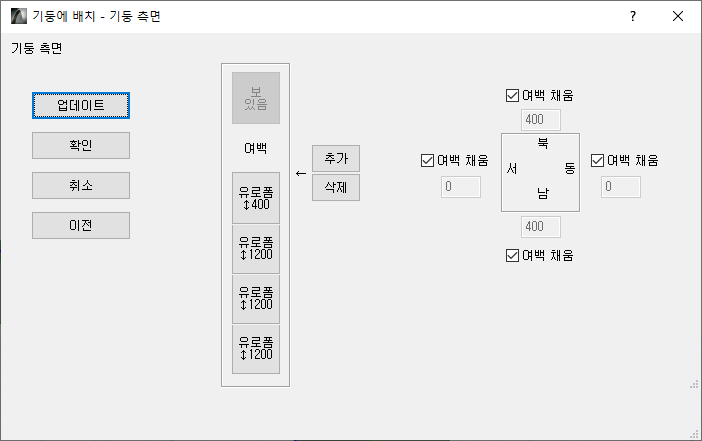 기둥에 배치 - 기둥 측면
?
기둥 측면
업데이트
확인
취소
이전
보
있음
여백
유로폼
↕400
유로폼
↕1200
유로폼
↕1200
유로폼
↕1200
←
추가
삭제
여백 채움
400
여백 채움
0
북
서 동
남
여백 채움
0
400
여백 채움